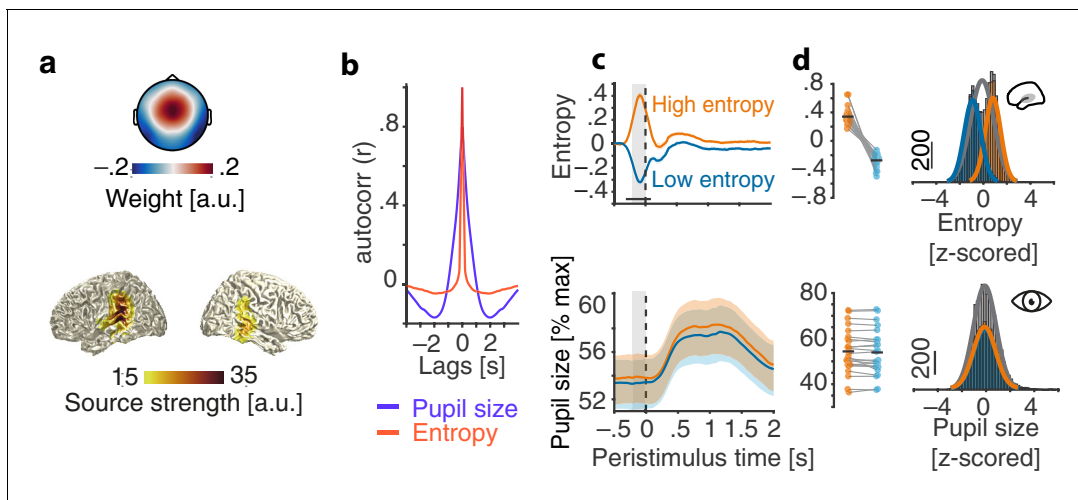 a
−.2 .2
Weight [a.u.]
15 35
Source strength [a.u.]
b
autocorr (r)
.8
.4
0
−2 0 2
Lags [s]
Pupil size
Entropy
c
Entropy
.4
.2
0
−.2
−.4
High entropy
Low entropy
Pupil size [% max]
60
56
52
−.5 0 .5 1 1.5 2
Peristimulus time [s]
d
.8
.4
0
−.4
−.8
200
−4 0 4
Entropy
[z-scored]
80
60
40
200
−4 0 4
Pupil size
[z-scored]